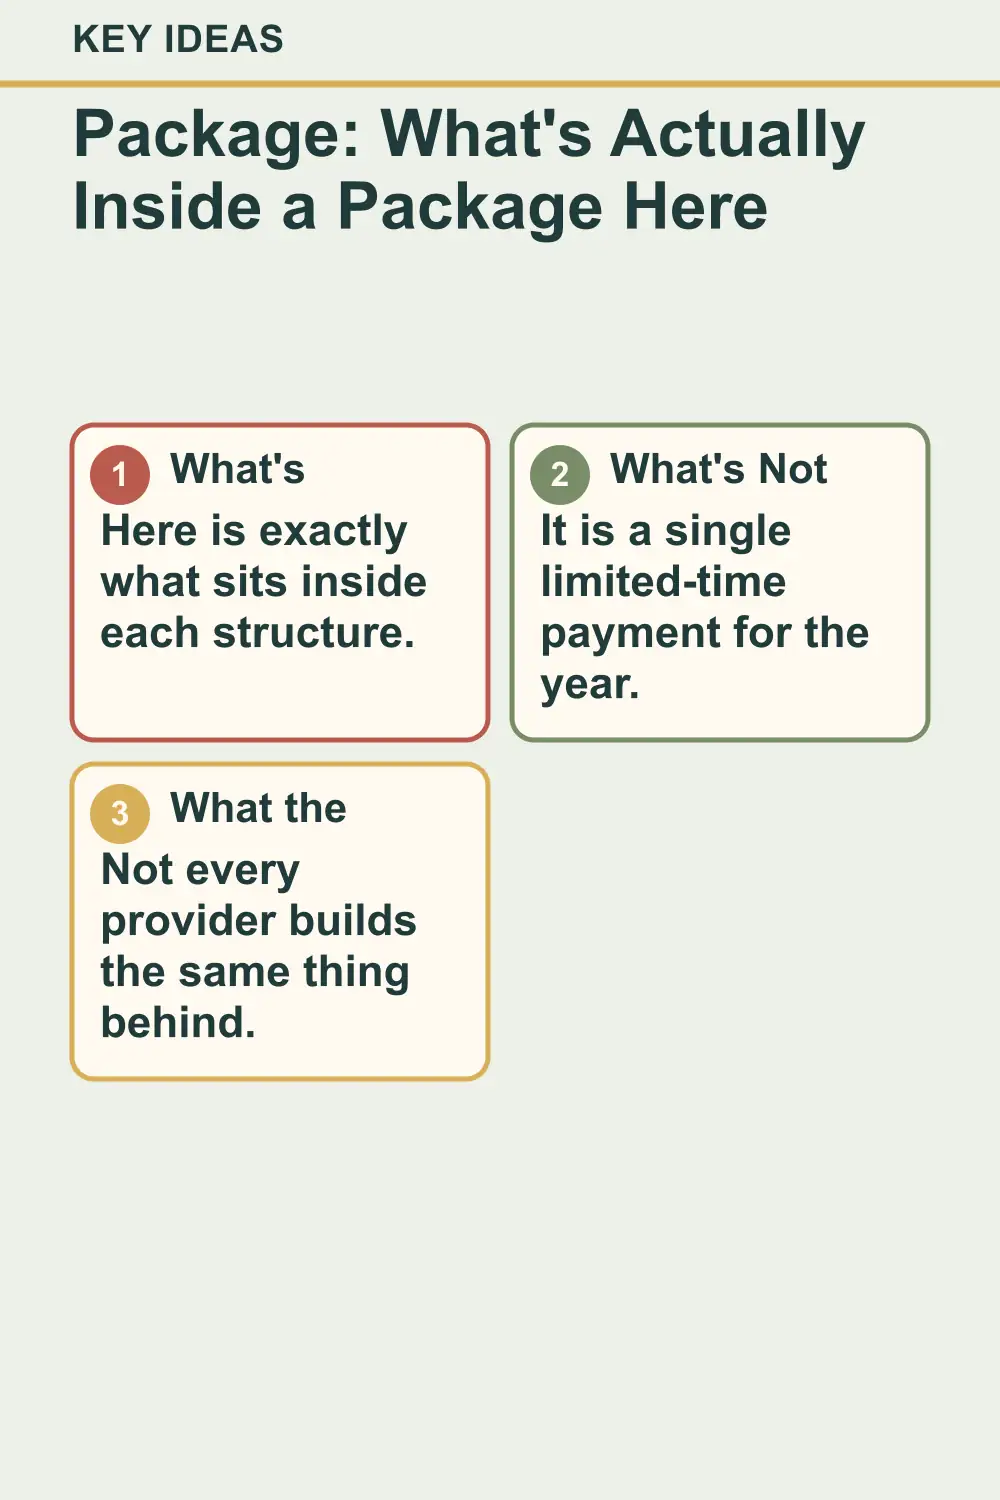 KEY IDEAS
Package: What's Actually
Inside a Package Here
1 What's
Here is exactly
what sits inside
each structure.
2 What's Not
It is a single
limited-time
payment for the
year.
3 What the
Not every
provider builds
the same thing
behind.